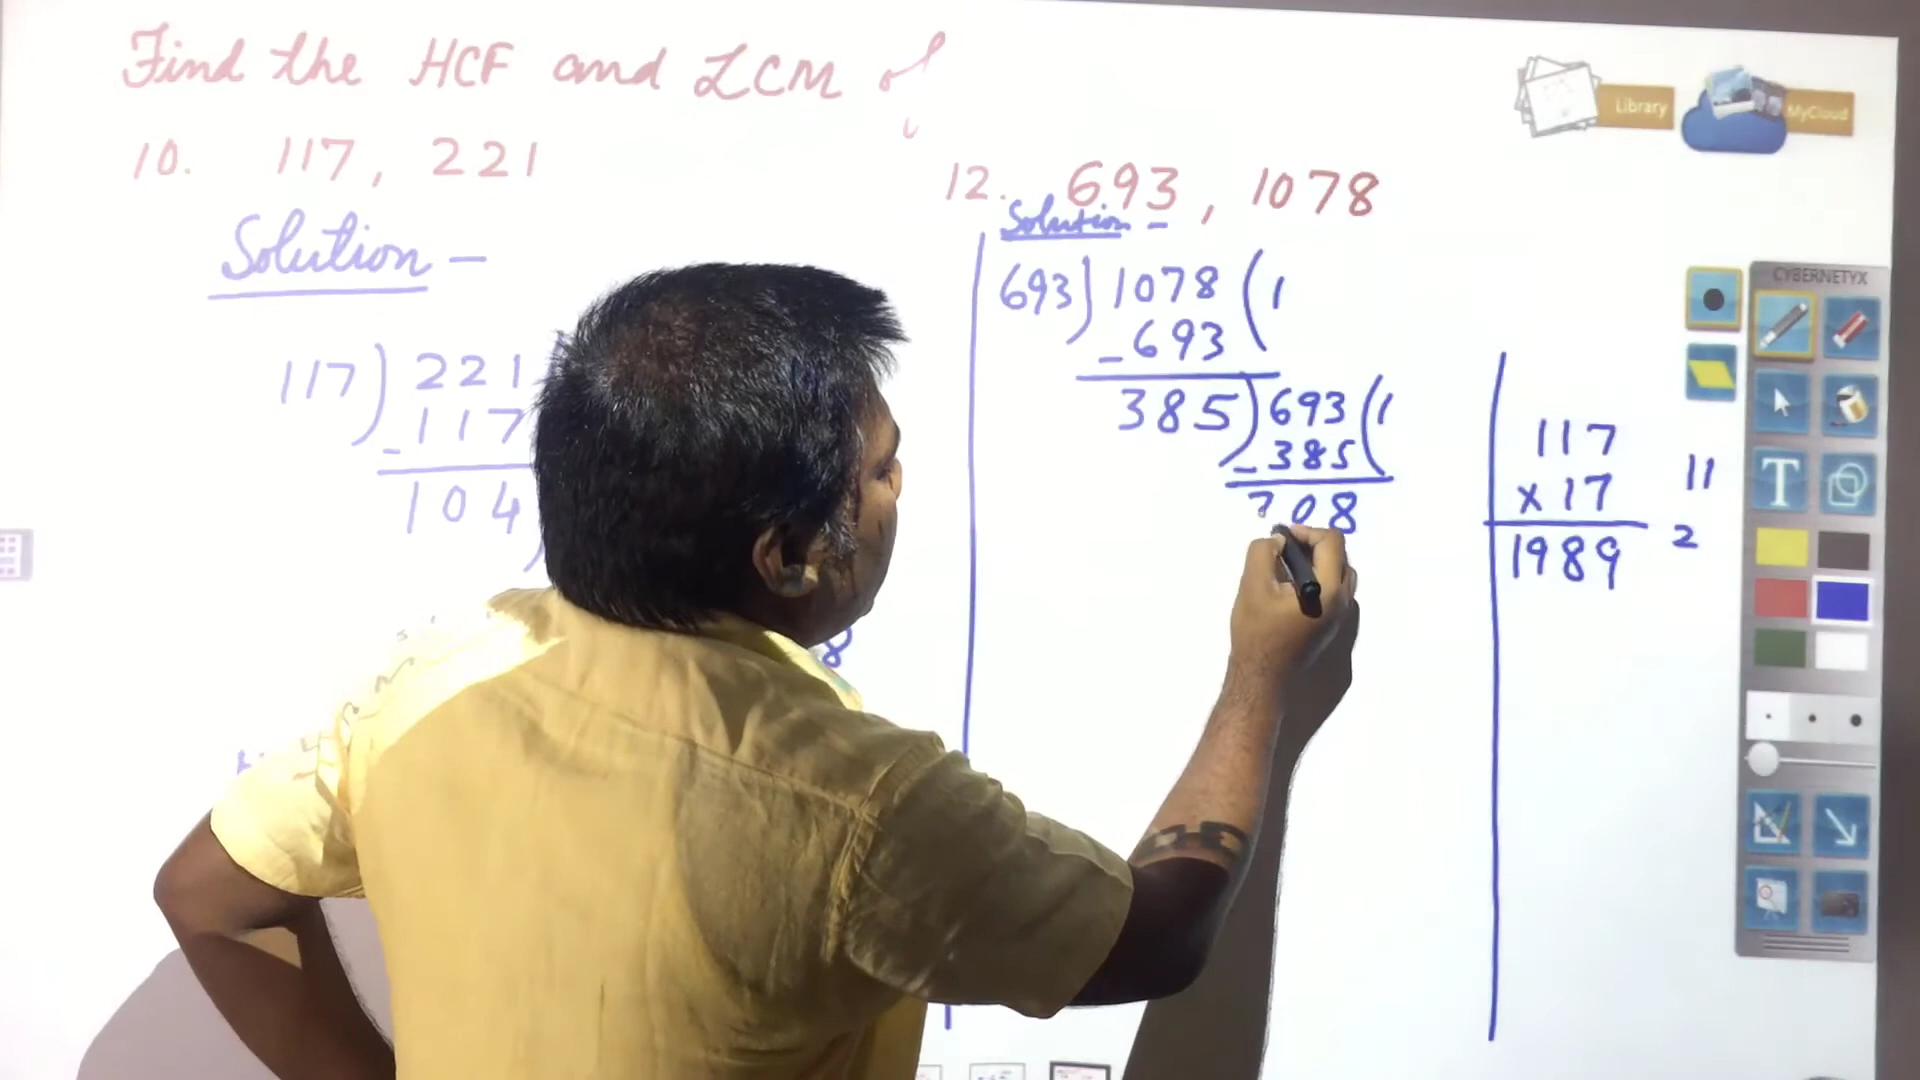 Find the HCF and LCM of
10. 117, 221
Solution –
117) 221
- 117
104
8
12. 693, 1078
Solution –
693) 1078 (1
- 693
385) 693 (1
- 385
308
117
x 17
1989
11
2
Library
MyCloud
CYBERNETYX
T